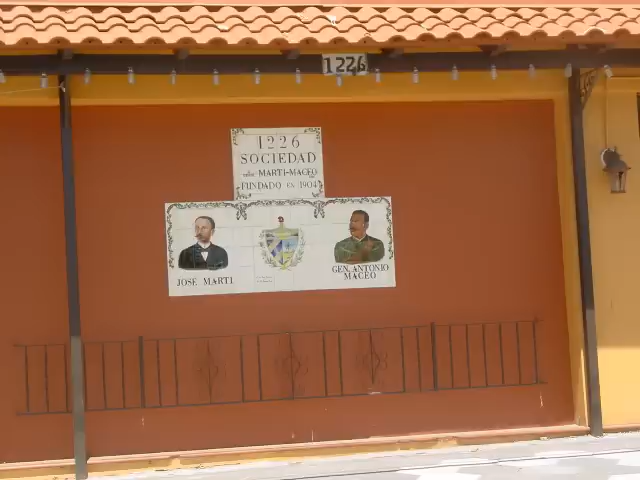 1226
1226
SOCIEDAD
MARTI-MACEO
FUNDADO EN 1904
JOSE MARTI
GEN. ANTONIO
MACEO